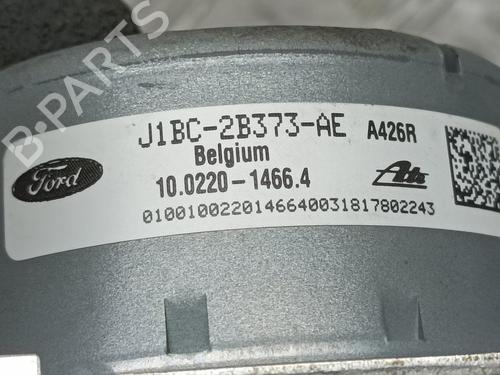 B-PARTS
J1BC-2B373-AE A426R
Belgium
Ford
10.0220-1466.4 Ate
0100100220146640031817802243